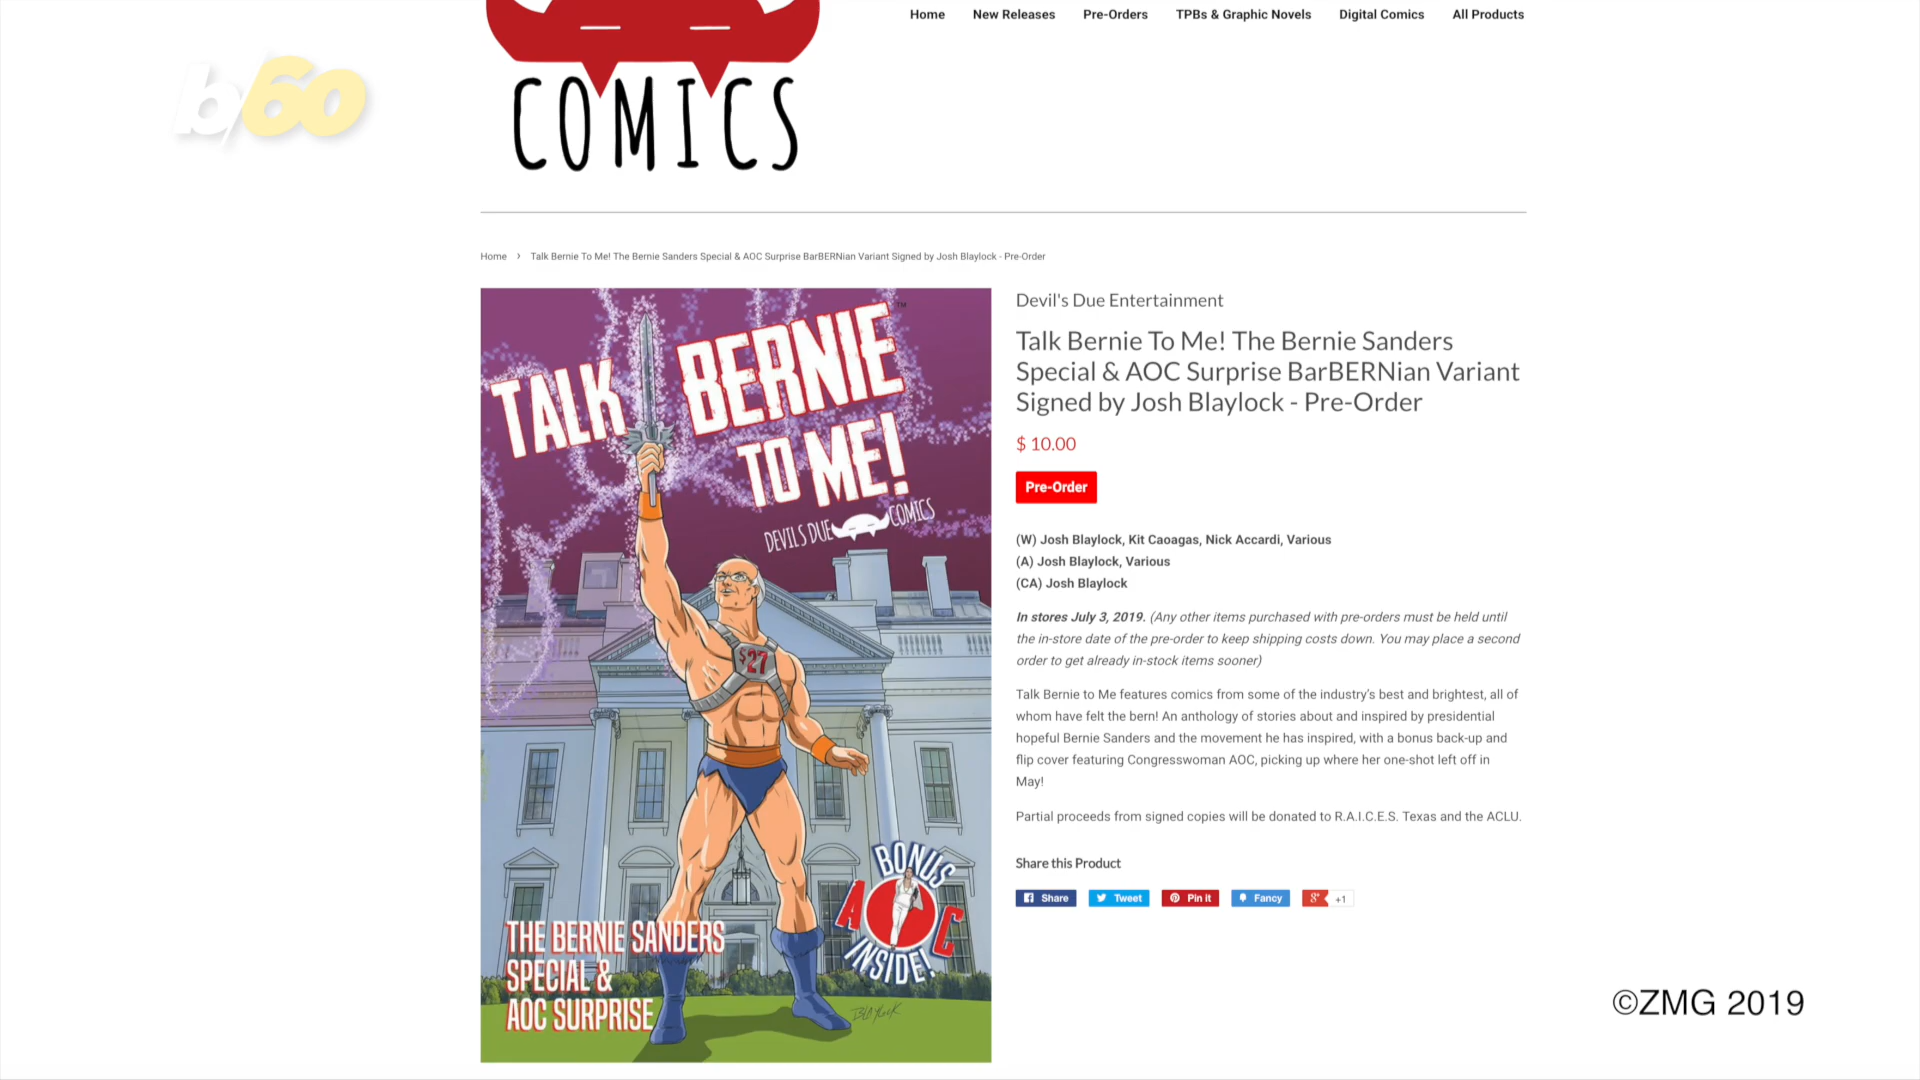 Home New Releases Pre-Orders TPBs & Graphic Novels Digital Comics All Products
b/60
COMICS
Home › Talk Bernie To Me! The Bernie Sanders Special & AOC Surprise BarBERNian Variant Signed by Josh Blaylock - Pre-Order
TALK BERNIE
TO ME!
TM
DEVILS DUE COMICS
$27
BONUS
AOC
INSIDE!
THE BERNIE SANDERS
SPECIAL &
AOC SURPRISE
BLAYLOCK
Devil's Due Entertainment
Talk Bernie To Me! The Bernie Sanders
Special & AOC Surprise BarBERNian Variant
Signed by Josh Blaylock - Pre-Order
$ 10.00
Pre-Order
(W) Josh Blaylock, Kit Caoagas, Nick Accardi, Various
(A) Josh Blaylock, Various
(CA) Josh Blaylock
In stores July 3, 2019. (Any other items purchased with pre-orders must be held until
the in-store date of the pre-order to keep shipping costs down. You may place a second
order to get already in-stock items sooner)
Talk Bernie to Me features comics from some of the industry's best and brightest, all of
whom have felt the bern! An anthology of stories about and inspired by presidential
hopeful Bernie Sanders and the movement he has inspired, with a bonus back-up and
flip cover featuring Congresswoman AOC, picking up where her one-shot left off in
May!
Partial proceeds from signed copies will be donated to R.A.I.C.E.S. Texas and the ACLU.
Share this Product
Share Tweet Pin it Fancy +1
©ZMG 2019